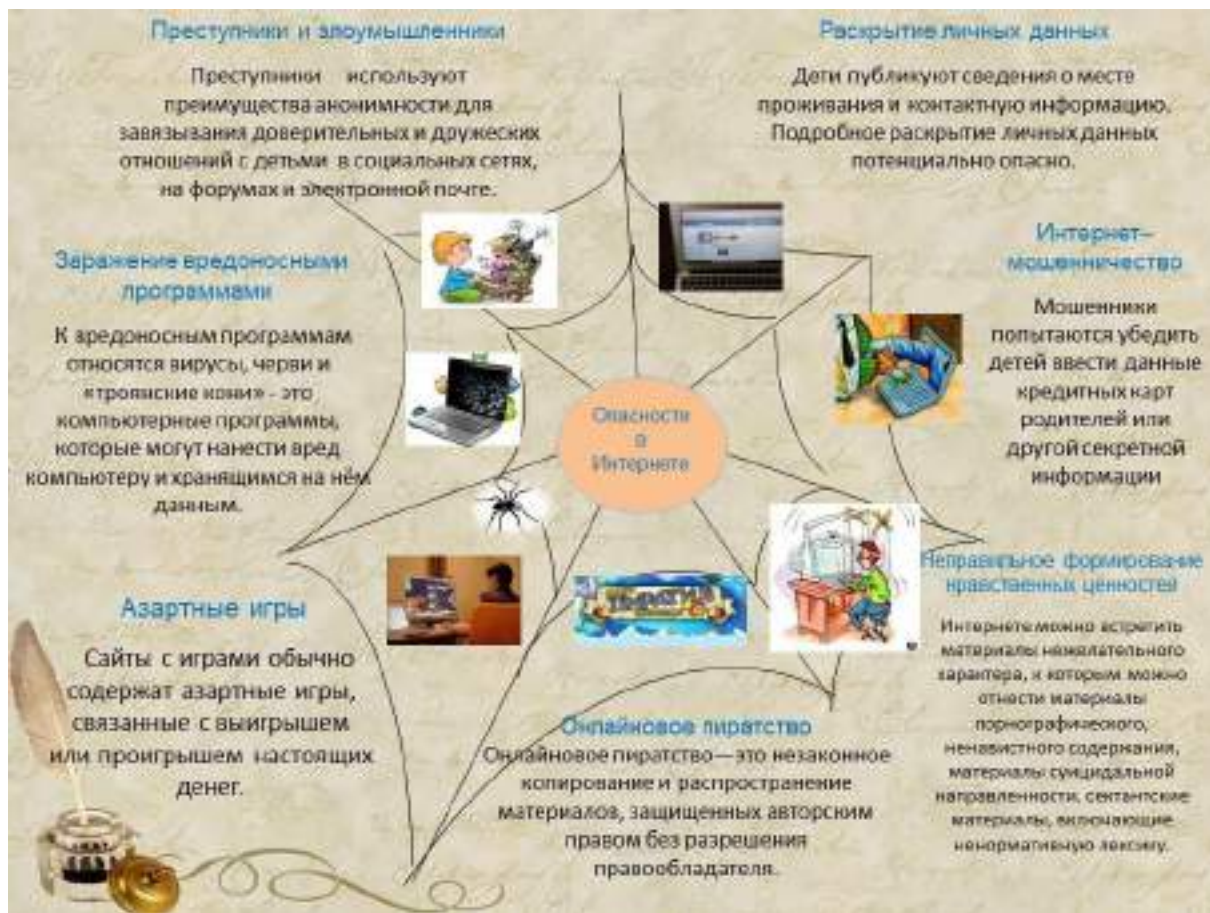 Преступники и злоумышленники
Преступники используют
преимущества анонимности для
завязывания доверительных и дружеских
отношений с детьми в социальных сетях,
на форумах и электронной почте.
Раскрытие личных данных
Дети публикуют сведения о месте
проживания и контактную информацию.
Подробное раскрытие личных данных
потенциально опасно.
Заражение вредоносными
программами
К вредоносным программам
относятся вирусы, черви и
«троянские кони» - это
компьютерные программы,
которые могут нанести вред
компьютеру и хранящимся на нём
данным.
Интернет–
мошенничество
Мошенники
попытаются убедить
детей ввести данные
кредитных карт
родителей или
другой секретной
информации
Опасности
в
Интернете
Азартные игры
Сайты с играми обычно
содержат азартные игры,
связанные с выигрышем
или проигрышем настоящих
денег.
Онлайновое пиратство
Онлайновое пиратство—это незаконное
копирование и распространение
материалов, защищенных авторским
правом без разрешения
правообладателя.
Неправильное формирование
нравственных ценностей
Интернете можно встретить
материалы нежелательного
характера, к которым можно
отнести материалы
порнографического,
ненавистного содержания,
материалы суицидальной
направленности, сектантские
материалы, включающие
ненормативную лексику.